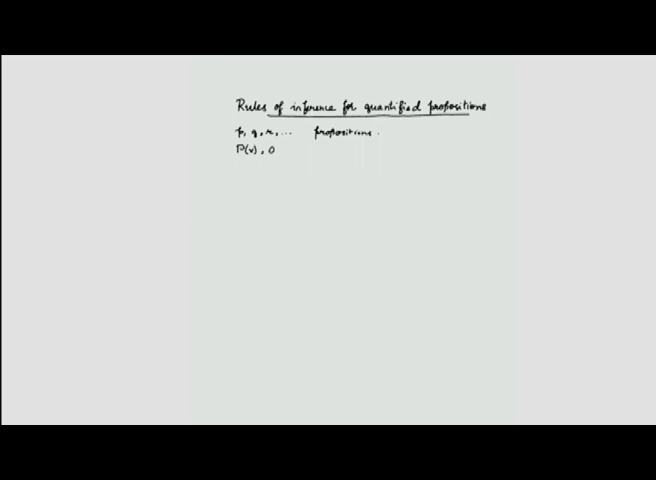 Rules of inference for quantified propositions
p, q, r, ... propositions.
P(x), O